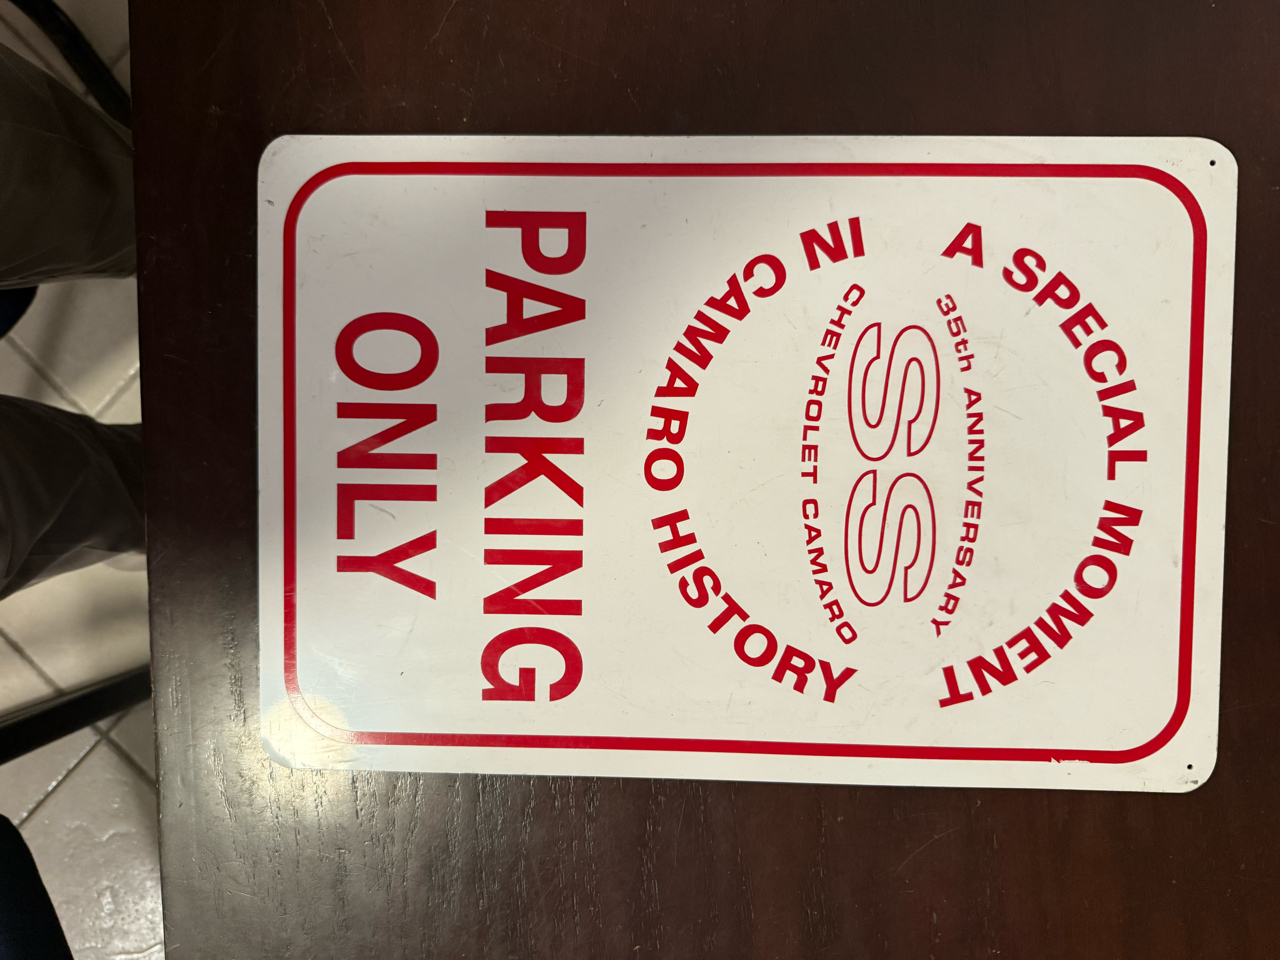 A SPECIAL MOMENT
35th ANNIVERSARY
SS
CHEVROLET CAMARO
IN CAMARO HISTORY
PARKING
ONLY